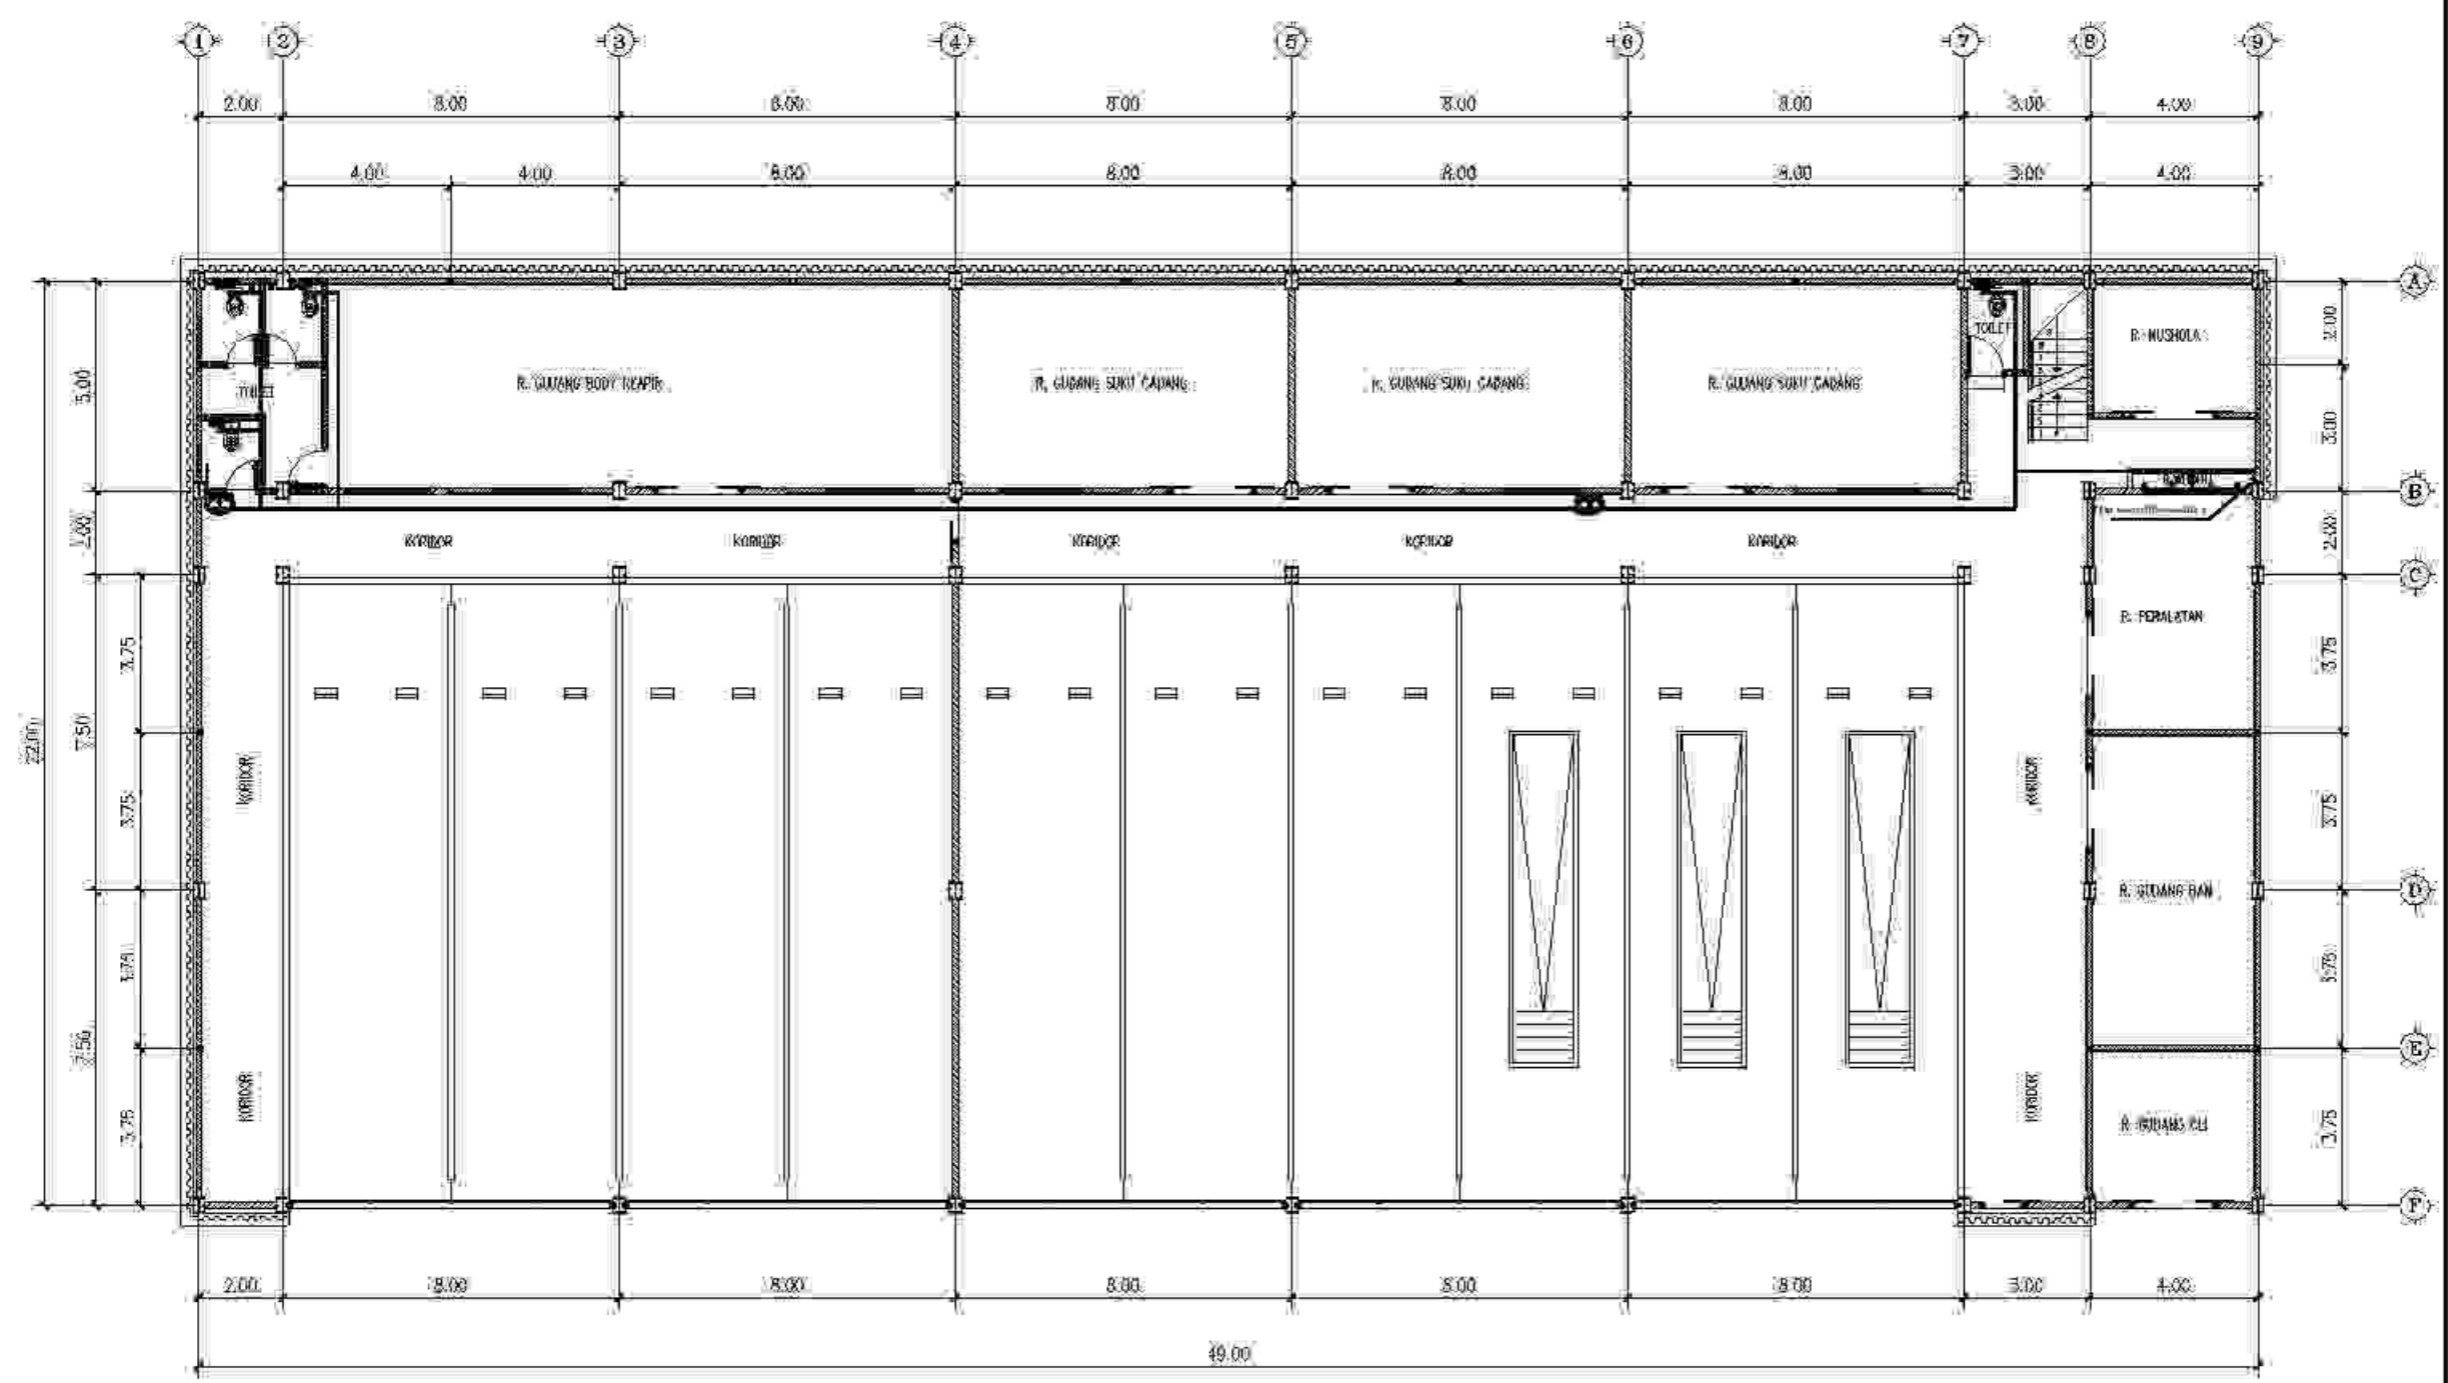 1 2 3 4 5 6 7 8 9
2.00 8.00 8.00 8.00 8.00 8.00 3.00 4.00
4.00 4.00 8.00 8.00 8.00 8.00 3.00 4.00
A
2.00
R. MUSHOLA
TOILET
5.00
R. GUDANG BODY REAPIR
R. GUDANG SUKU CADANG
R. GUDANG SUKU CADANG
R. GUDANG SUKU CADANG
TOILET
3.00
B
2.00
KORIDOR KORIDOR KORIDOR KORIDOR KORIDOR
2.00
C
R. PERALATAN
3.75
3.75
22.00
7.50
KORIDOR
KORIDOR
3.75
3.75
R. GUDANG BAN
D
3.75
3.75
7.50
E
KORIDOR
KORIDOR
3.75
R. GUDANG OLI
3.75
F
2.00 8.00 8.00 8.00 8.00 8.00 3.00 4.00
49.00